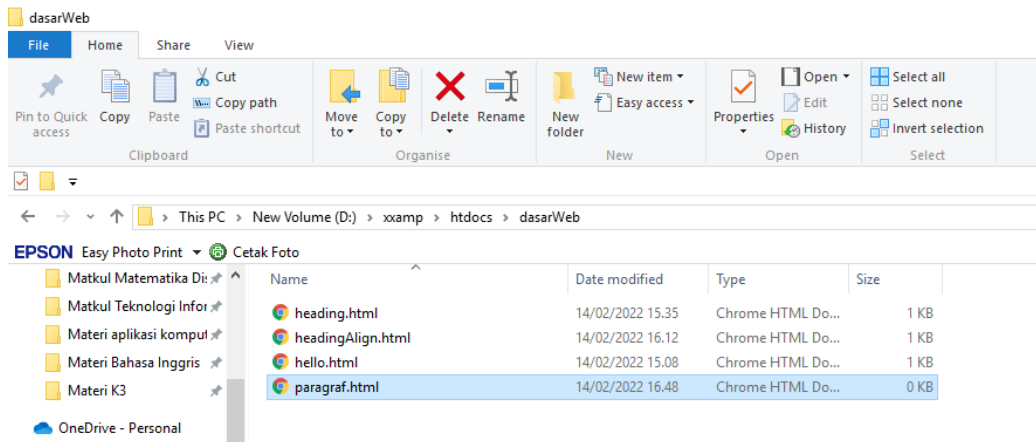 dasarWeb
File Home Share View
Pin to Quick access
Copy
Paste
Cut
Copy path
Paste shortcut
Clipboard
Move to
Copy to
Delete
Rename
Organise
New folder
New item
Easy access
New
Properties
Open
Edit
History
Open
Select all
Select none
Invert selection
Select
This PC > New Volume (D:) > xxamp > htdocs > dasarWeb
EPSON Easy Photo Print Cetak Foto
Name Date modified Type Size
Matkul Matematika Di
Matkul Teknologi Infor
Materi aplikasi komput
Materi Bahasa Inggris
Materi K3
OneDrive - Personal
heading.html 14/02/2022 15.35 Chrome HTML Do... 1 KB
headingAlign.html 14/02/2022 16.12 Chrome HTML Do... 1 KB
hello.html 14/02/2022 15.08 Chrome HTML Do... 1 KB
paragraf.html 14/02/2022 16.48 Chrome HTML Do... 0 KB